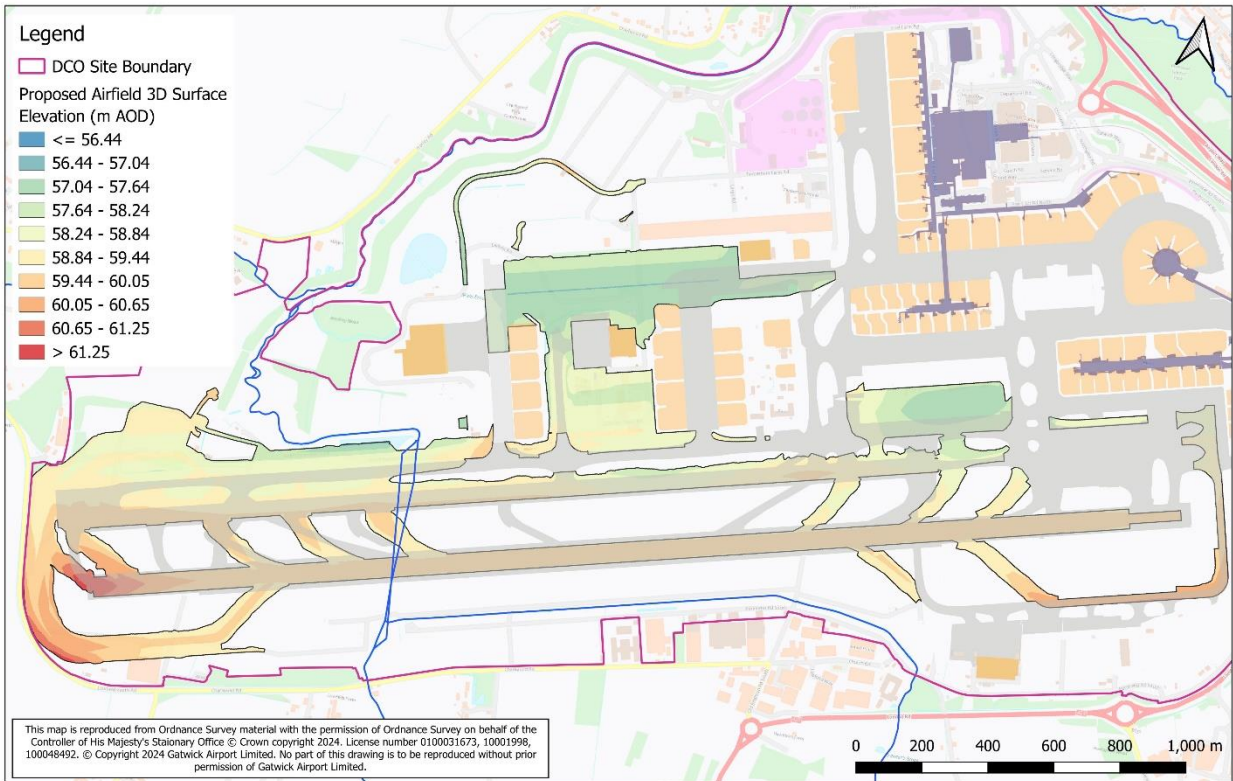 Legend
DCO Site Boundary
Proposed Airfield 3D Surface
Elevation (m AOD)
<= 56.44
56.44 - 57.04
57.04 - 57.64
57.64 - 58.24
58.24 - 58.84
58.84 - 59.44
59.44 - 60.05
60.05 - 60.65
60.65 - 61.25
> 61.25
This map is reproduced from Ordnance Survey material with the permission of Ordnance Survey on behalf of the
Controller of His Majesty's Staionary Office © Crown copyright 2024. License number 0100031673, 10001998,
100048492. © Copyright 2024 Gatwick Airport Limited. No part of this drawing is to be reproduced without prior
permission of Gatwick Airport Limited.
0 200 400 600 800 1,000 m